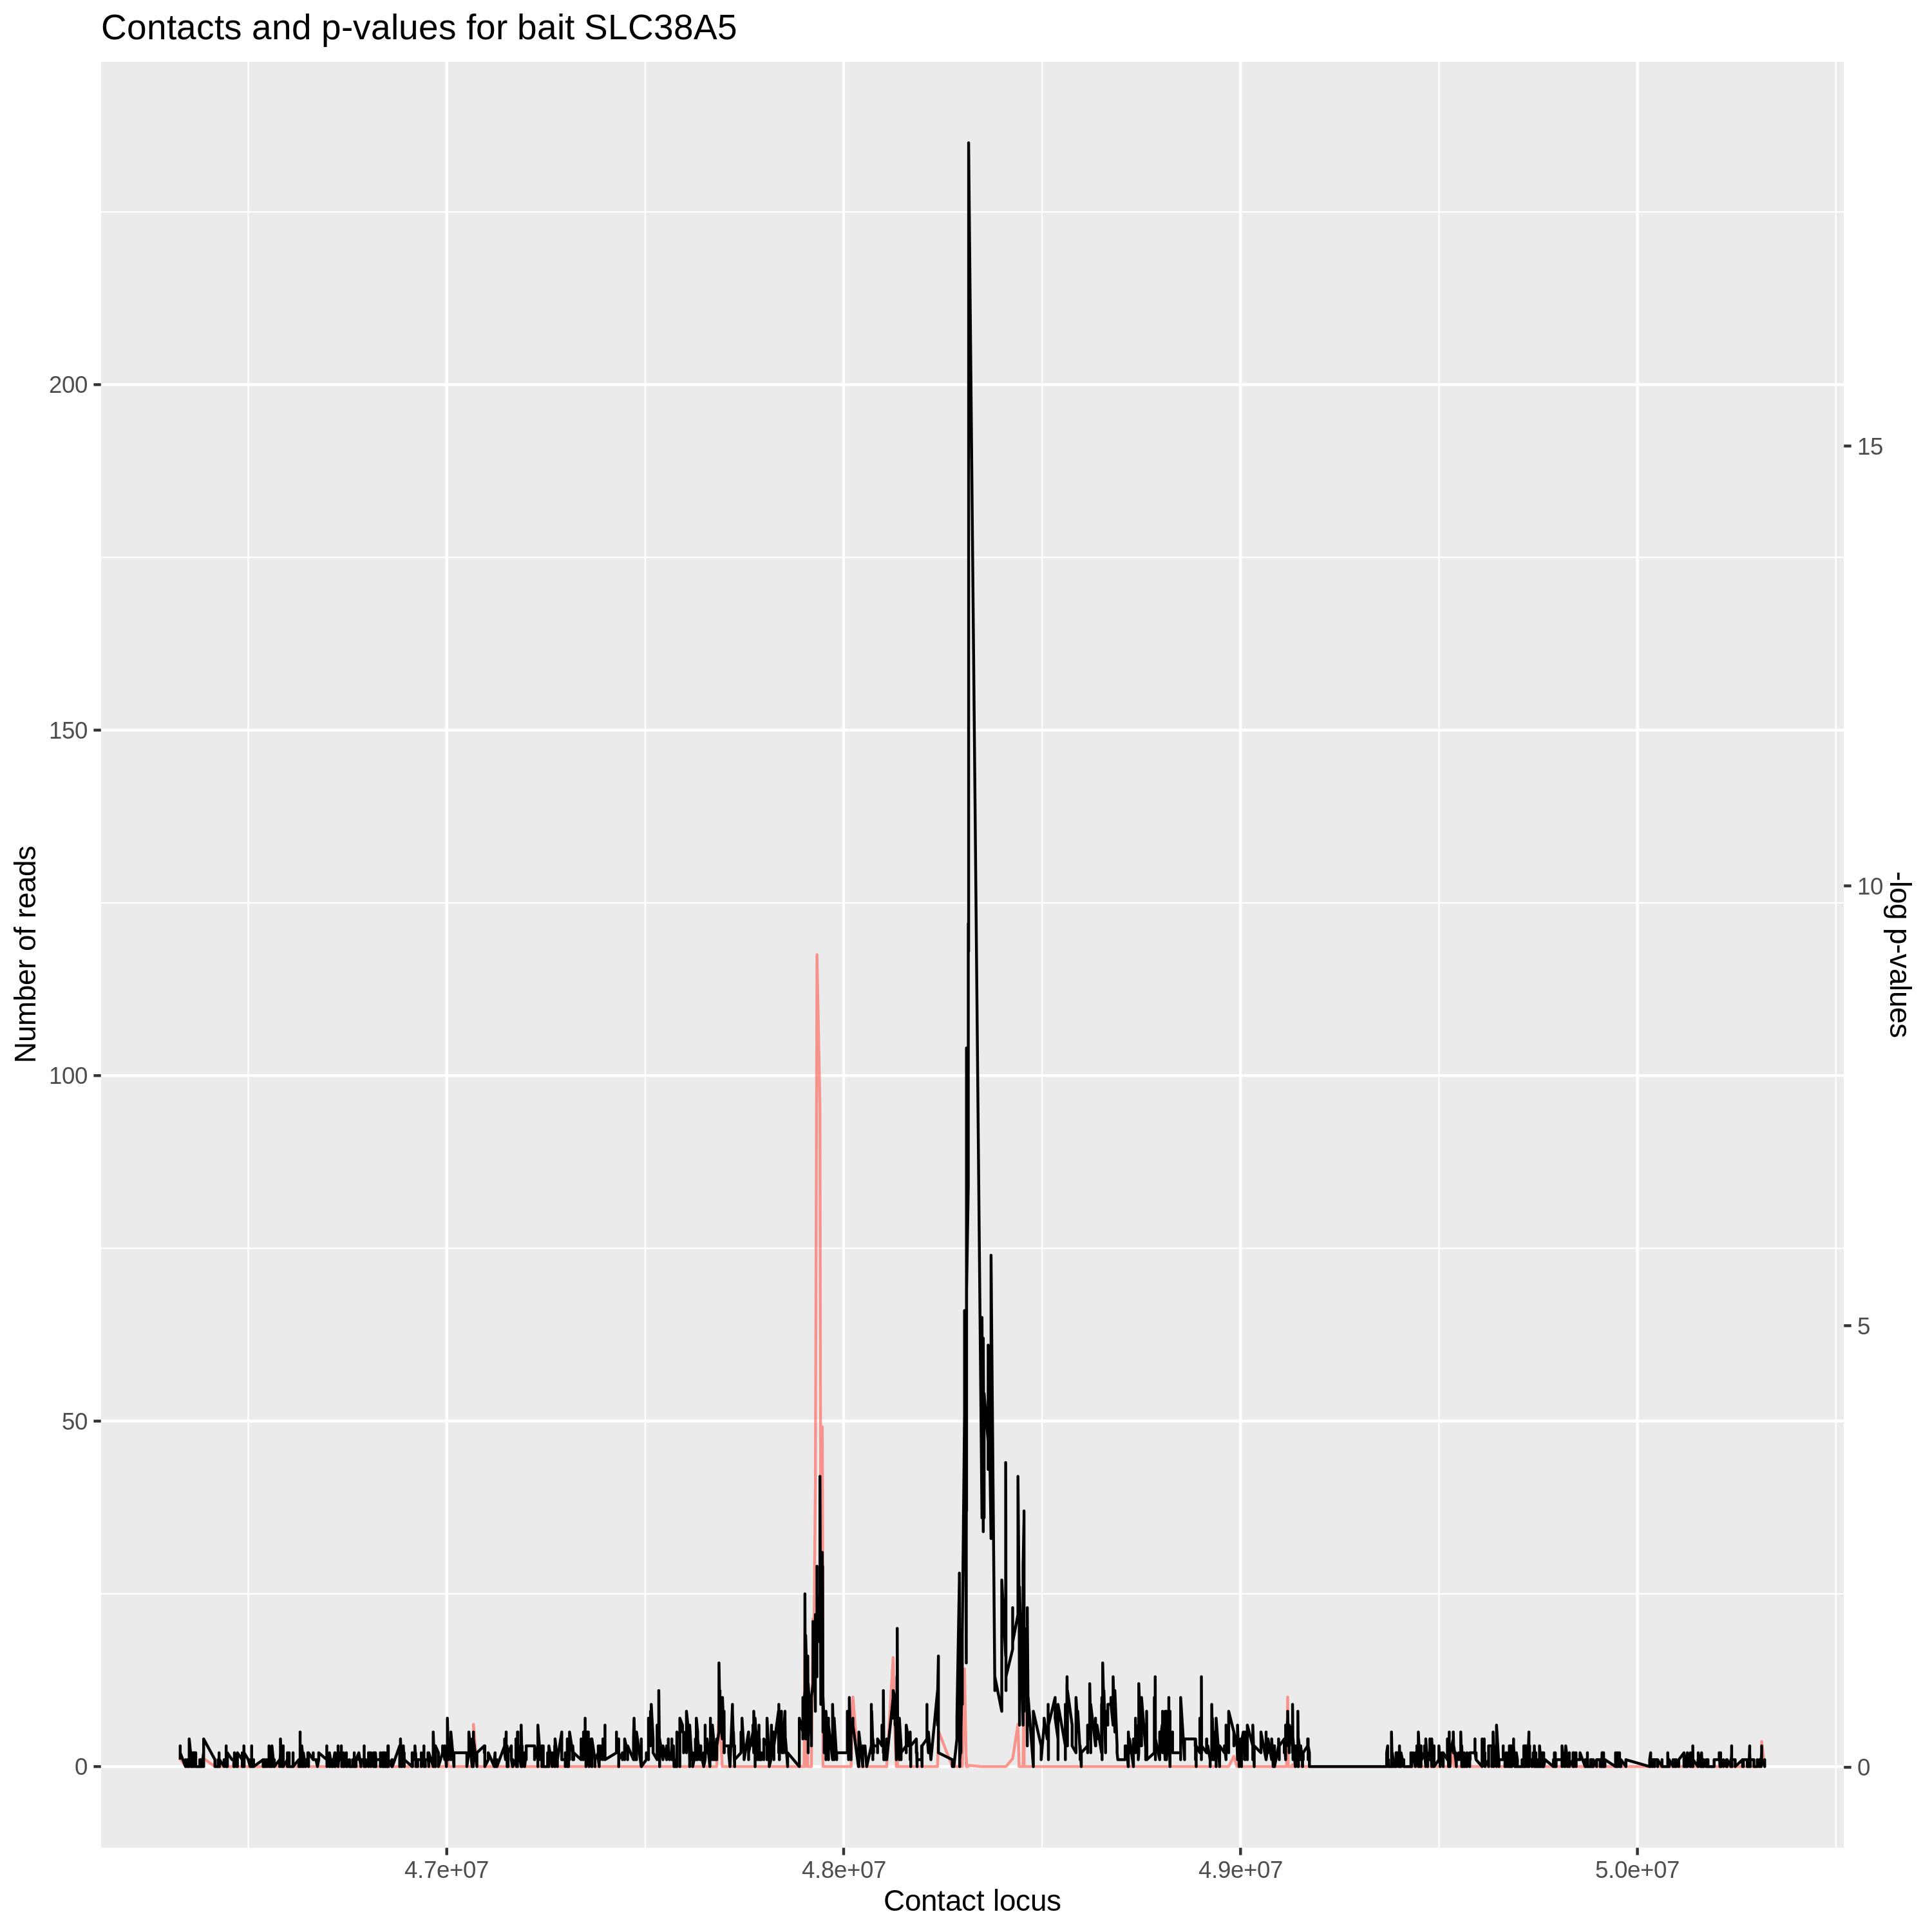 Contacts and p-values for bait SLC38A5
Number of reads
200
150
100
50
0
15
10
5
0
-log p-values
4.7e+07 4.8e+07 4.9e+07 5.0e+07
Contact locus